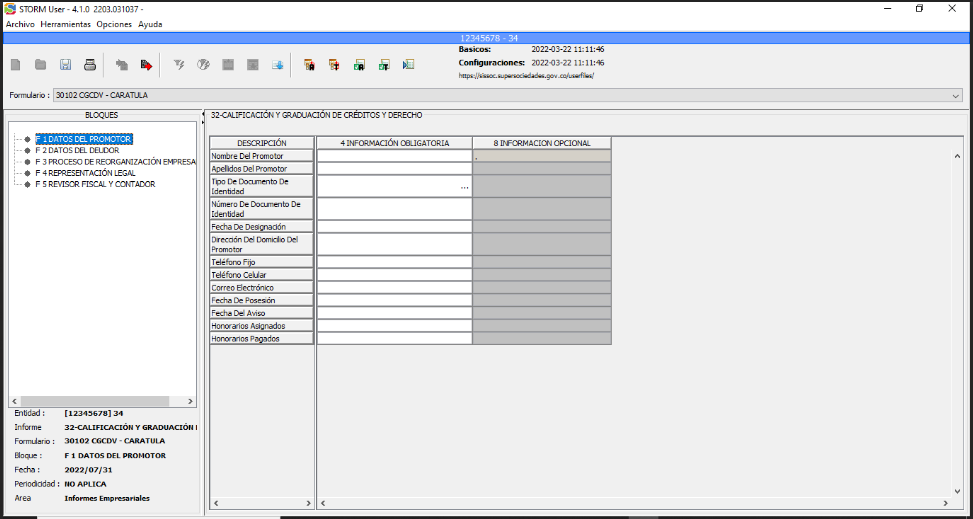 STORM User - 4.1.0 2203.031037 -
Archivo Herramientas Opciones Ayuda
12345678 - 34
Basicos: 2022-03-22 11:11:46
Configuraciones: 2022-03-22 11:11:46
https://sissoc.supersociedades.gov.co/userfiles/
Formulario : 30102 CGCDV - CARATULA
BLOQUES
F 1 DATOS DEL PROMOTOR
F 2 DATOS DEL DEUDOR
F 3 PROCESO DE REORGANIZACIÓN EMPRESA
F 4 REPRESENTACIÓN LEGAL
F 5 REVISOR FISCAL Y CONTADOR
Entidad : [12345678] 34
Informe 32-CALIFICACIÓN Y GRADUACIÓN
Formulario : 30102 CGCDV - CARATULA
Bloque : F 1 DATOS DEL PROMOTOR
Fecha : 2022/07/31
Periodicidad : NO APLICA
Area Informes Empresariales
32-CALIFICACIÓN Y GRADUACIÓN DE CRÉDITOS Y DERECHO
DESCRIPCIÓN 4 INFORMACIÓN OBLIGATORIA 8 INFORMACION OPCIONAL
Nombre Del Promotor .
Apellidos Del Promotor
Tipo De Documento De
Identidad ...
Número De Documento De
Identidad
Fecha De Designación
Dirección Del Domicilio Del
Promotor
Teléfono Fijo
Teléfono Celular
Correo Electrónico
Fecha De Posesión
Fecha Del Aviso
Honorarios Asignados
Honorarios Pagados